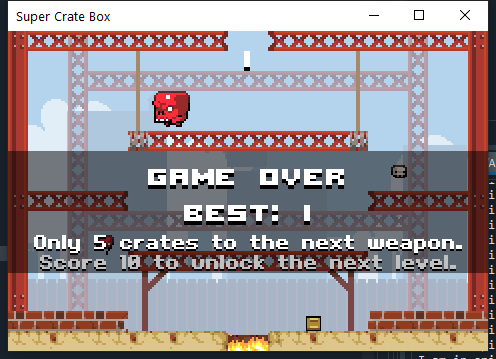 Super Crate Box
1
GAME OVER
BEST: 1
Only 5 crates to the next weapon.
Score 10 to unlock the next level.